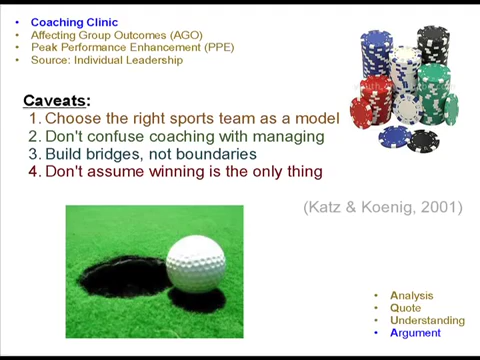 • Coaching Clinic
• Affecting Group Outcomes (AGO)
• Peak Performance Enhancement (PPE)
• Source: Individual Leadership
Caveats:
1. Choose the right sports team as a model
2. Don't confuse coaching with managing
3. Build bridges, not boundaries
4. Don't assume winning is the only thing
(Katz & Koenig, 2001)
• Analysis
• Quote
• Understanding
• Argument